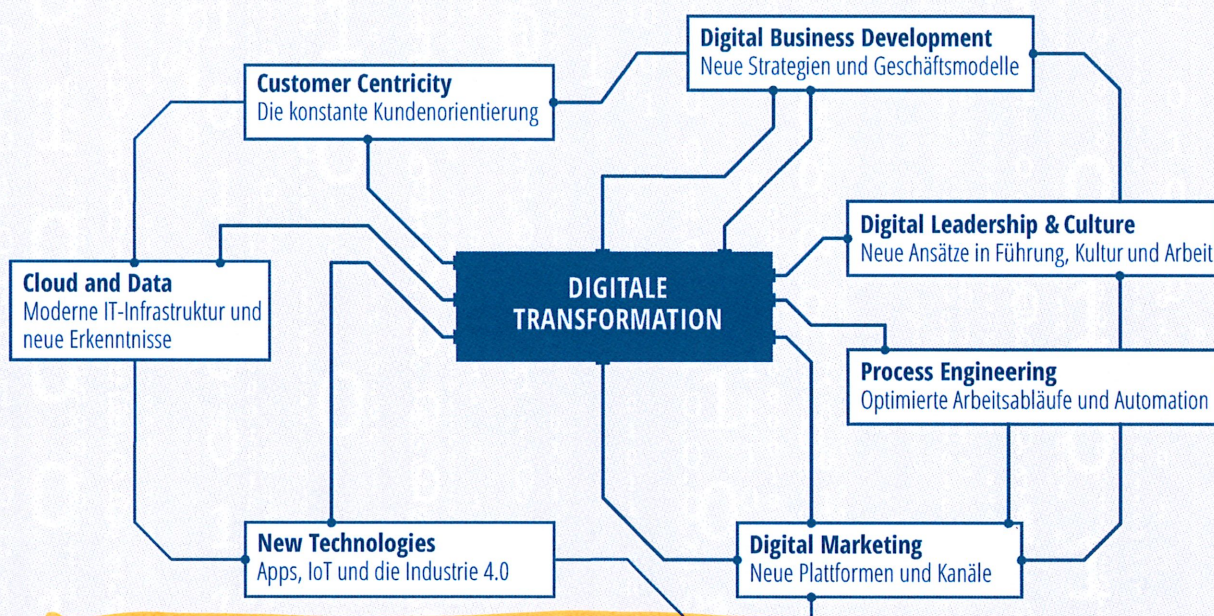 Digital Business Development
Neue Strategien und Geschäftsmodelle
Customer Centricity
Die konstante Kundenorientierung
Digital Leadership & Culture
Neue Ansätze in Führung, Kultur und Arbeit
Cloud and Data
Moderne IT-Infrastruktur und
neue Erkenntnisse
DIGITALE
TRANSFORMATION
Process Engineering
Optimierte Arbeitsabläufe und Automation
New Technologies
Apps, IoT und die Industrie 4.0
Digital Marketing
Neue Plattformen und Kanäle